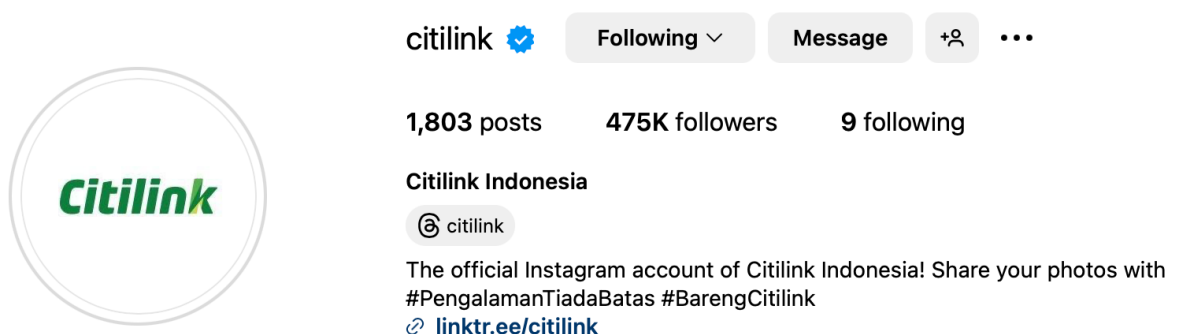 citilink
Following
Message
1,803 posts
475K followers
9 following
Citilink Indonesia
citilink
The official Instagram account of Citilink Indonesia! Share your photos with
#PengalamanTiadaBatas #BarengCitilink
linktr.ee/citilink
Citilink